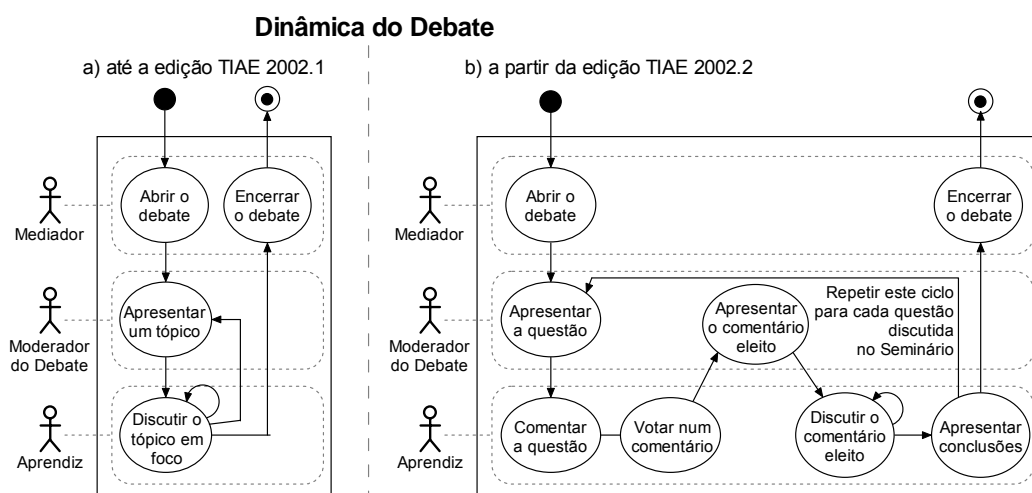 Dinâmica do Debate
a) até a edição TIAE 2002.1
Mediador
Abrir o
debate
Encerrar
o debate
Moderador
do Debate
Apresentar
um tópico
Aprendiz
Discutir o
tópico em
foco
b) a partir da edição TIAE 2002.2
Mediador
Abrir o
debate
Encerrar
o debate
Moderador
do Debate
Apresentar
a questão
Apresentar
o comentário
eleito
Repetir este ciclo
para cada questão
discutida
no Seminário
Aprendiz
Comentar
a questão
Votar num
comentário
Discutir o
comentário
eleito
Apresentar
conclusões